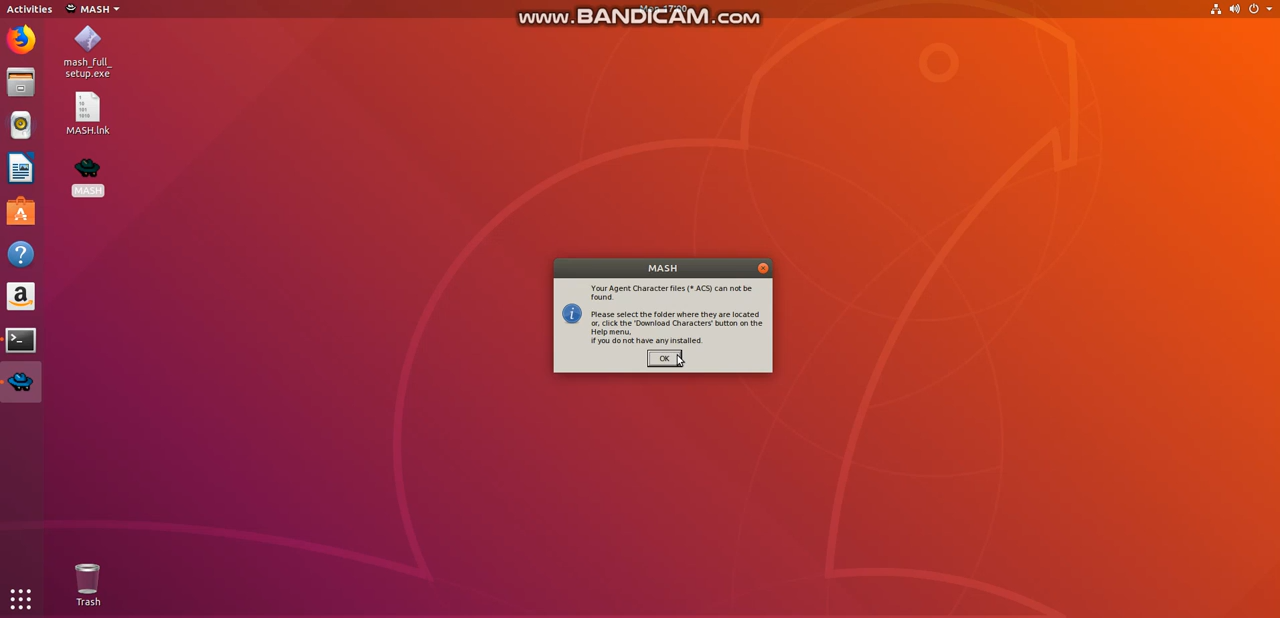 Activities
MASH
www.BANDICAM.com
mash_full_
setup.exe
MASH.lnk
MASH
MASH
Your Agent Character files (*.ACS) can not be
found.
Please select the folder where they are located
or, click the 'Download Characters' button on the
Help menu,
if you do not have any installed.
OK
Trash